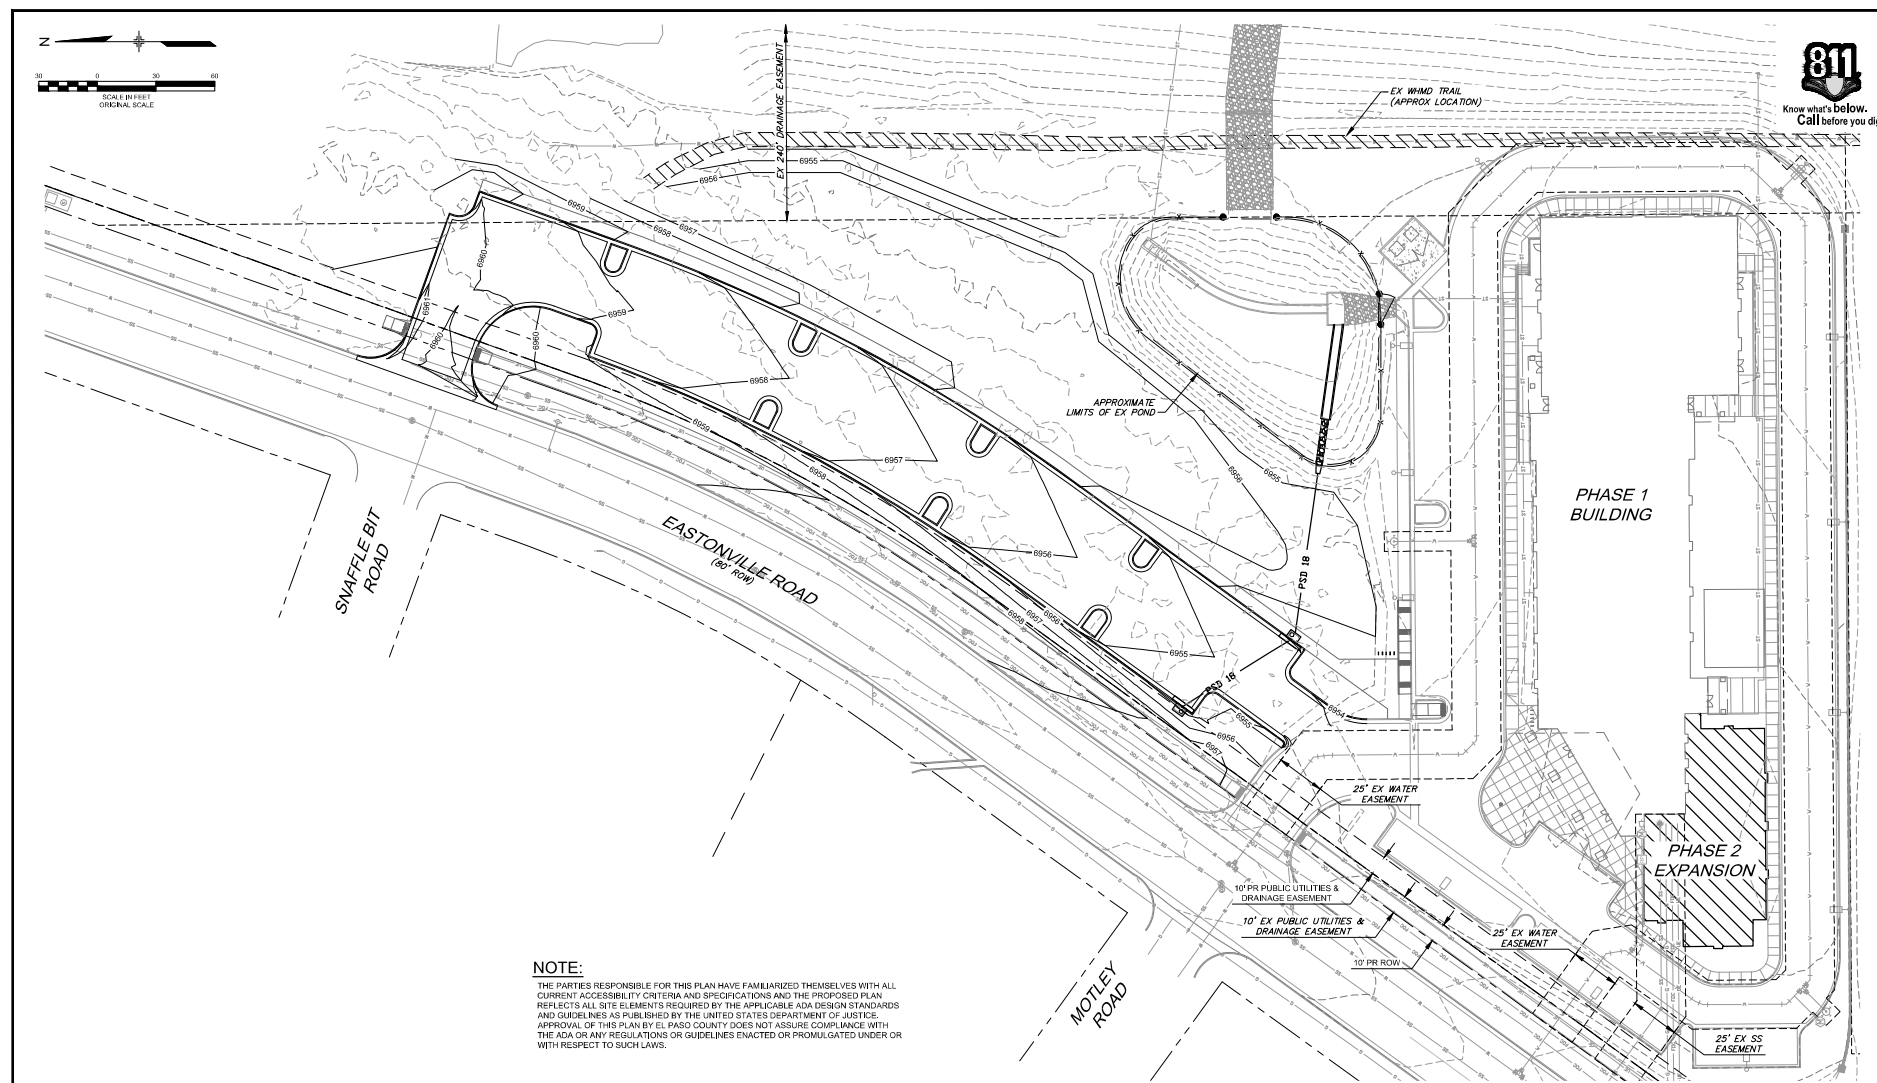 N
30 0 30 60
SCALE IN FEET
ORIGINAL SCALE
EX 240' DRAINAGE EASEMENT
EX WHMD TRAIL
(APPROX LOCATION)
811
Know what's below.
Call before you dig
6955
6956
6959
6958
6957
6960
6961
6960
6960
6959
6958
6959
6957
6958
6956
6956
6955
APPROXIMATE
LIMITS OF EX POND
PSD 18
6956
6957
6958
6955
PSD 18
6955
6956
6957
6954
PHASE 1
BUILDING
PHASE 2
EXPANSION
SNAFFLE BIT
ROAD
EASTONVILLE ROAD
(80' ROW)
MOTLEY
ROAD
25' EX WATER
EASEMENT
10' PR PUBLIC UTILITIES &
DRAINAGE EASEMENT
10' EX PUBLIC UTILITIES &
DRAINAGE EASEMENT
10' PR ROW
25' EX WATER
EASEMENT
25' EX SS
EASEMENT
NOTE:
THE PARTIES RESPONSIBLE FOR THIS PLAN HAVE FAMILIARIZED THEMSELVES WITH ALL
CURRENT ACCESSIBILITY CRITERIA AND SPECIFICATIONS AND THE PROPOSED PLAN
REFLECTS ALL SITE ELEMENTS REQUIRED BY THE APPLICABLE ADA DESIGN STANDARDS
AND GUIDELINES AS PUBLISHED BY THE UNITED STATES DEPARTMENT OF JUSTICE.
APPROVAL OF THIS PLAN BY EL PASO COUNTY DOES NOT ASSURE COMPLIANCE WITH
THE ADA OR ANY REGULATIONS OR GUIDELINES ENACTED OR PROMULGATED UNDER OR
WITH RESPECT TO SUCH LAWS.